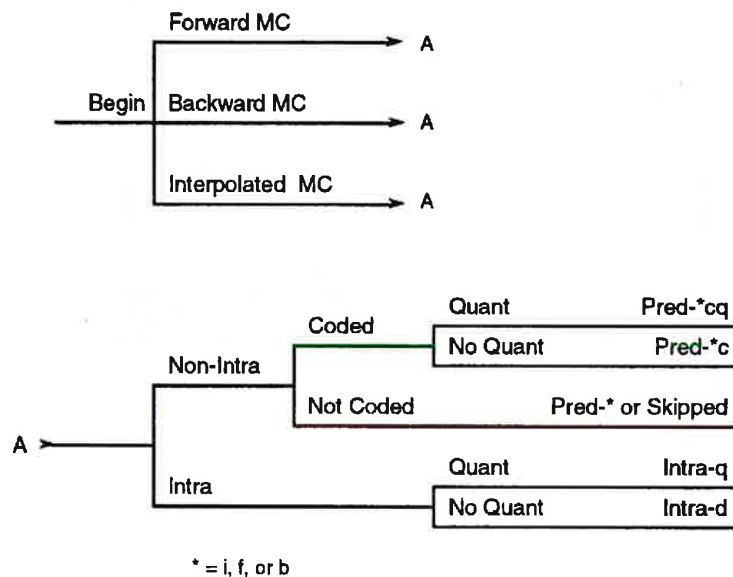 Forward MC
A
Begin
Backward MC
A
Interpolated MC
A
Quant
Pred-*cq
Coded
No Quant
Pred-*c
Non-Intra
Not Coded
Pred-* or Skipped
A
Quant
Intra-q
Intra
No Quant
Intra-d
* = i, f, or b